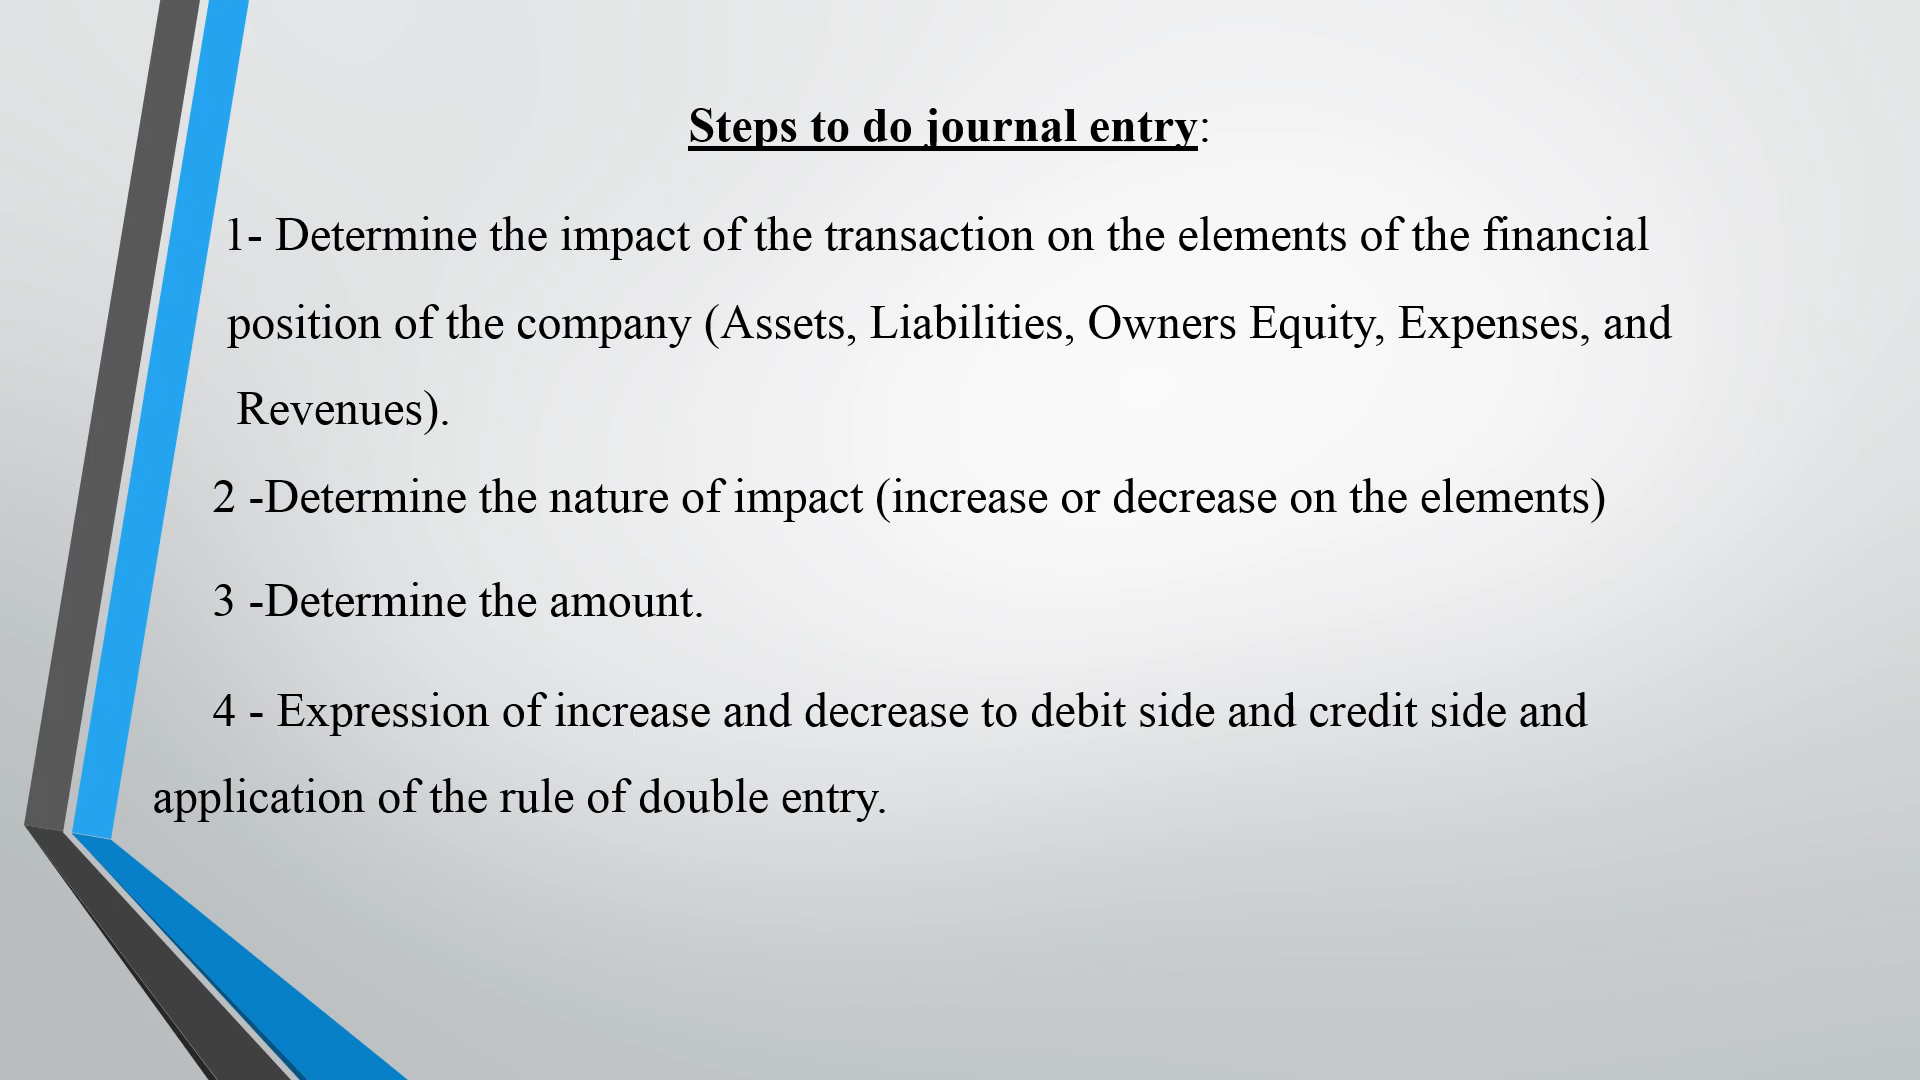 Steps to do journal entry:
1- Determine the impact of the transaction on the elements of the financial
position of the company (Assets, Liabilities, Owners Equity, Expenses, and
Revenues).
2 -Determine the nature of impact (increase or decrease on the elements)
3 -Determine the amount.
4 - Expression of increase and decrease to debit side and credit side and
application of the rule of double entry.